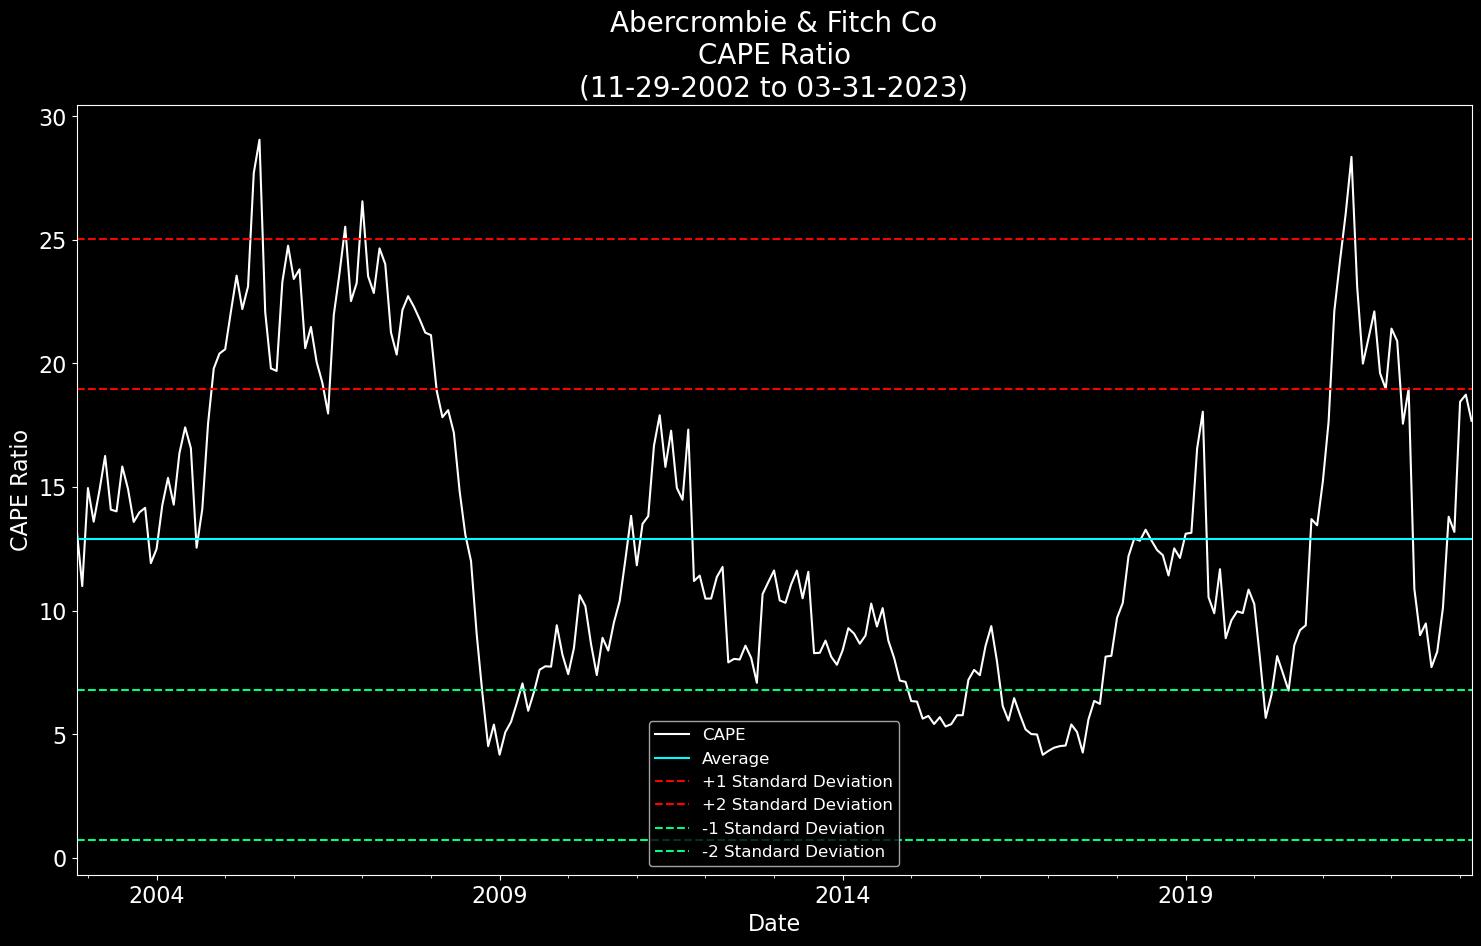 Abercrombie & Fitch Co
CAPE Ratio
(11-29-2002 to 03-31-2023)
30
25
20
15
10
5
0
CAPE Ratio
CAPE
Average
+1 Standard Deviation
+2 Standard Deviation
-1 Standard Deviation
-2 Standard Deviation
2004
2009
2014
2019
Date